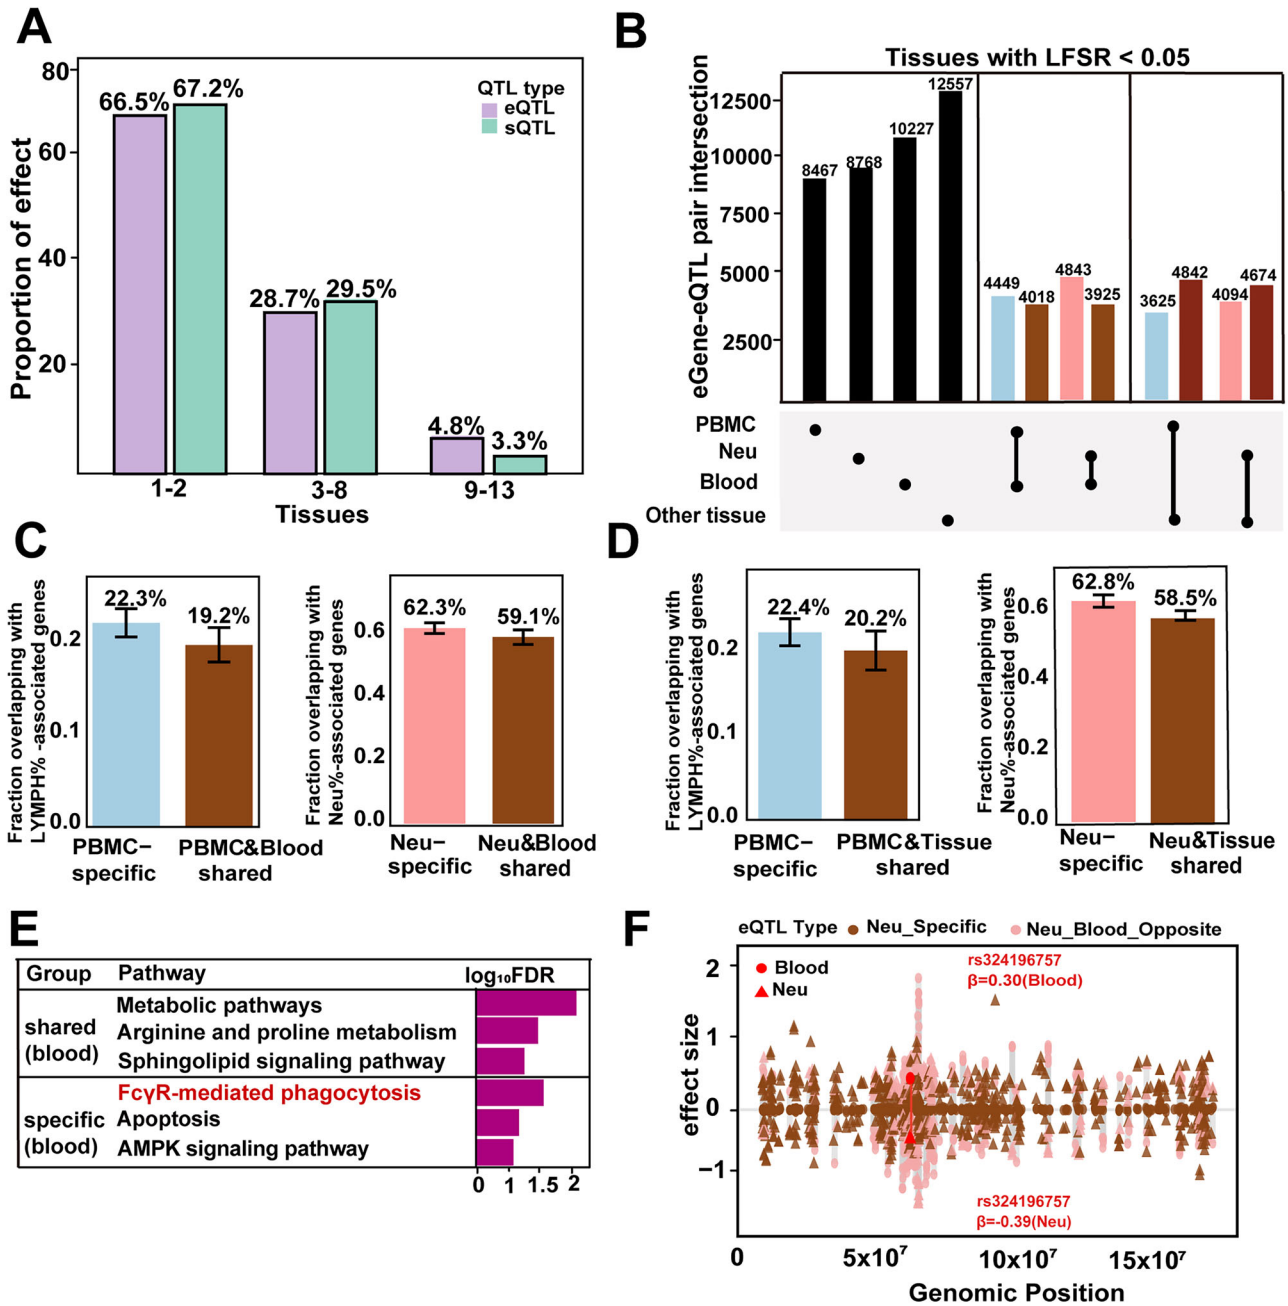 A
80
60
40
20
Proportion of effect
66.5%
67.2%
28.7%
29.5%
4.8%
3.3%
QTL type
eQTL
sQTL
1-2
3-8
9-13
Tissues
B
Tissues with LFSR < 0.05
eGene-eQTL pair intersection
12500
10000
7500
5000
2500
8467
8768
10227
12557
4449
4018
4843
3925
3625
4842
4094
4674
PBMC
Neu
Blood
Other tissue
C
Fraction overlapping with
LYMPH% -associated genes
0.2
0.1
0.0
22.3%
19.2%
PBMC–
specific
PBMC&Blood
shared
Fraction overlapping with
Neu%-associated genes
0.6
0.4
0.2
0.0
62.3%
59.1%
Neu–
specific
Neu&Blood
shared
D
Fraction overlapping with
LYMPH%-associated genes
0.2
0.1
0.0
22.4%
20.2%
PBMC–
specific
PBMC&Tissue
shared
Fraction overlapping with
Neu%-associated genes
0.6
0.4
0.2
0.0
62.8%
58.5%
Neu–
specific
Neu&Tissue
shared
E
Group
Pathway
log₁₀FDR
shared
(blood)
Metabolic pathways
Arginine and proline metabolism
Sphingolipid signaling pathway
specific
(blood)
FcγR-mediated phagocytosis
Apoptosis
AMPK signaling pathway
0 1 1.5 2
F
eQTL Type
Neu_Specific
Neu_Blood_Opposite
effect size
2
1
0
−1
Blood
Neu
rs324196757
β=0.30(Blood)
rs324196757
β=-0.39(Neu)
0
5x10⁷
10x10⁷
15x10⁷
Genomic Position